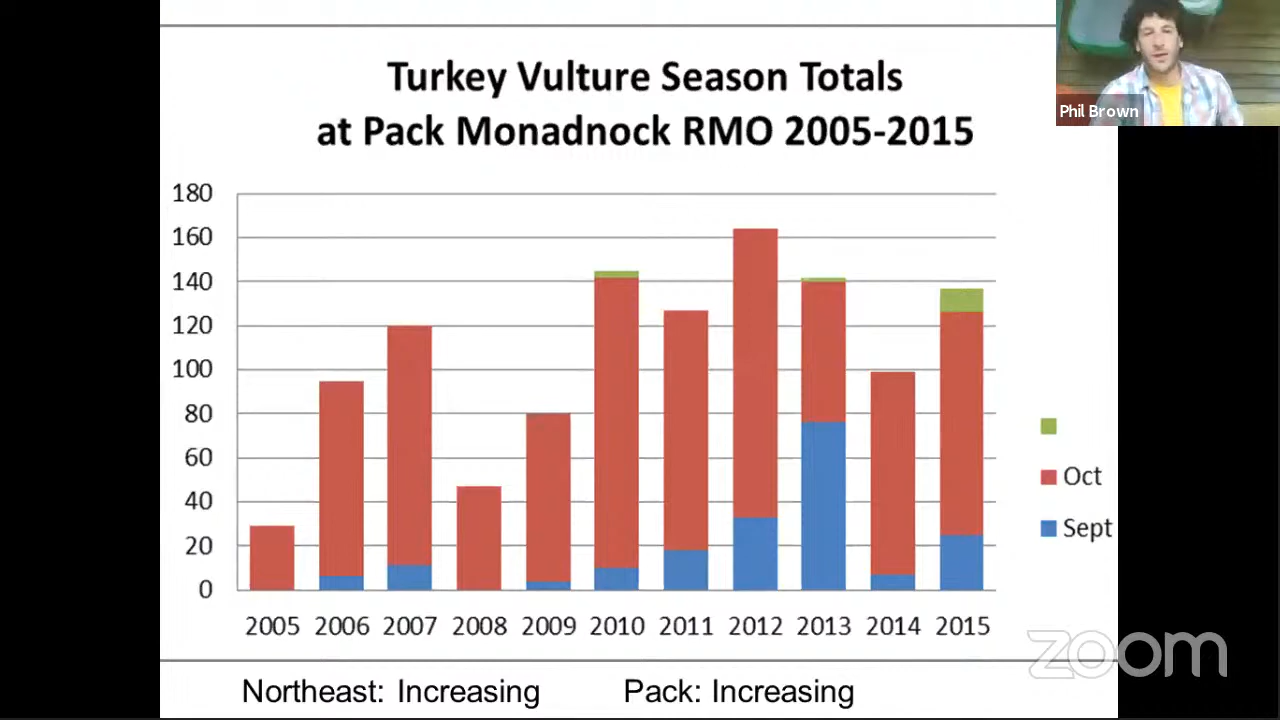 Turkey Vulture Season Totals
at Pack Monadnock RMO 2005-2015
Phil Brown
180
160
140
120
100
80
60
40
20
0
2005 2006 2007 2008 2009 2010 2011 2012 2013 2014 2015
Oct
Sept
zoom
Northeast: Increasing Pack: Increasing